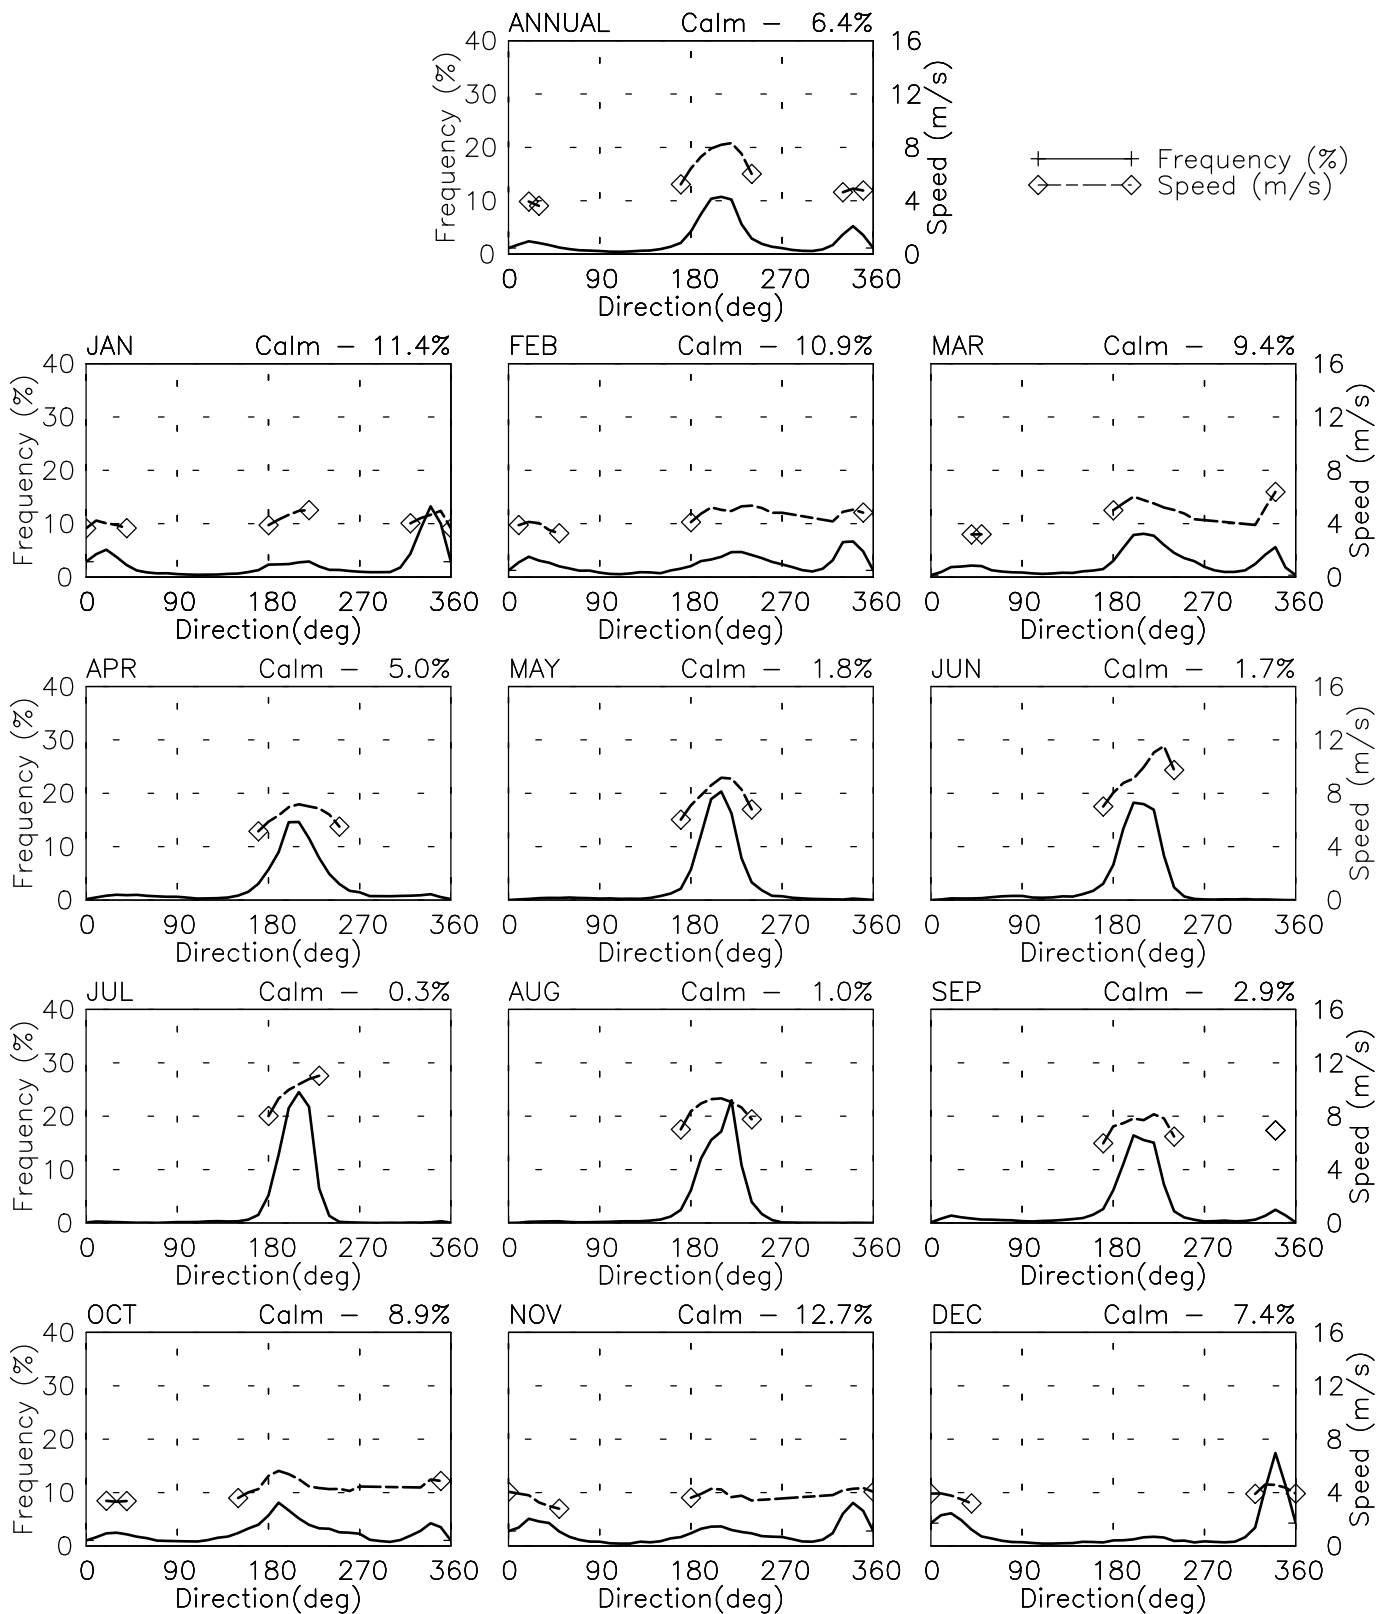 ANNUAL Calm - 6.4%
40 16
30 12
20 8
10 4
0 0
Frequency (%)
Speed (m/s)
0 90 180 270 360
Direction(deg)
Frequency (%)
Speed (m/s)
JAN Calm - 11.4% FEB Calm - 10.9% MAR Calm - 9.4%
40 16
30 12
20 8
10 4
0 0
Frequency (%)
Speed (m/s)
0 90 180 270 360 0 90 180 270 360 0 90 180 270 360
Direction(deg) Direction(deg) Direction(deg)
APR Calm - 5.0% MAY Calm - 1.8% JUN Calm - 1.7%
40 16
30 12
20 8
10 4
0 0
Frequency (%)
Speed (m/s)
0 90 180 270 360 0 90 180 270 360 0 90 180 270 360
Direction(deg) Direction(deg) Direction(deg)
JUL Calm - 0.3% AUG Calm - 1.0% SEP Calm - 2.9%
40 16
30 12
20 8
10 4
0 0
Frequency (%)
Speed (m/s)
0 90 180 270 360 0 90 180 270 360 0 90 180 270 360
Direction(deg) Direction(deg) Direction(deg)
OCT Calm - 8.9% NOV Calm - 12.7% DEC Calm - 7.4%
40 16
30 12
20 8
10 4
0 0
Frequency (%)
Speed (m/s)
0 90 180 270 360 0 90 180 270 360 0 90 180 270 360
Direction(deg) Direction(deg) Direction(deg)